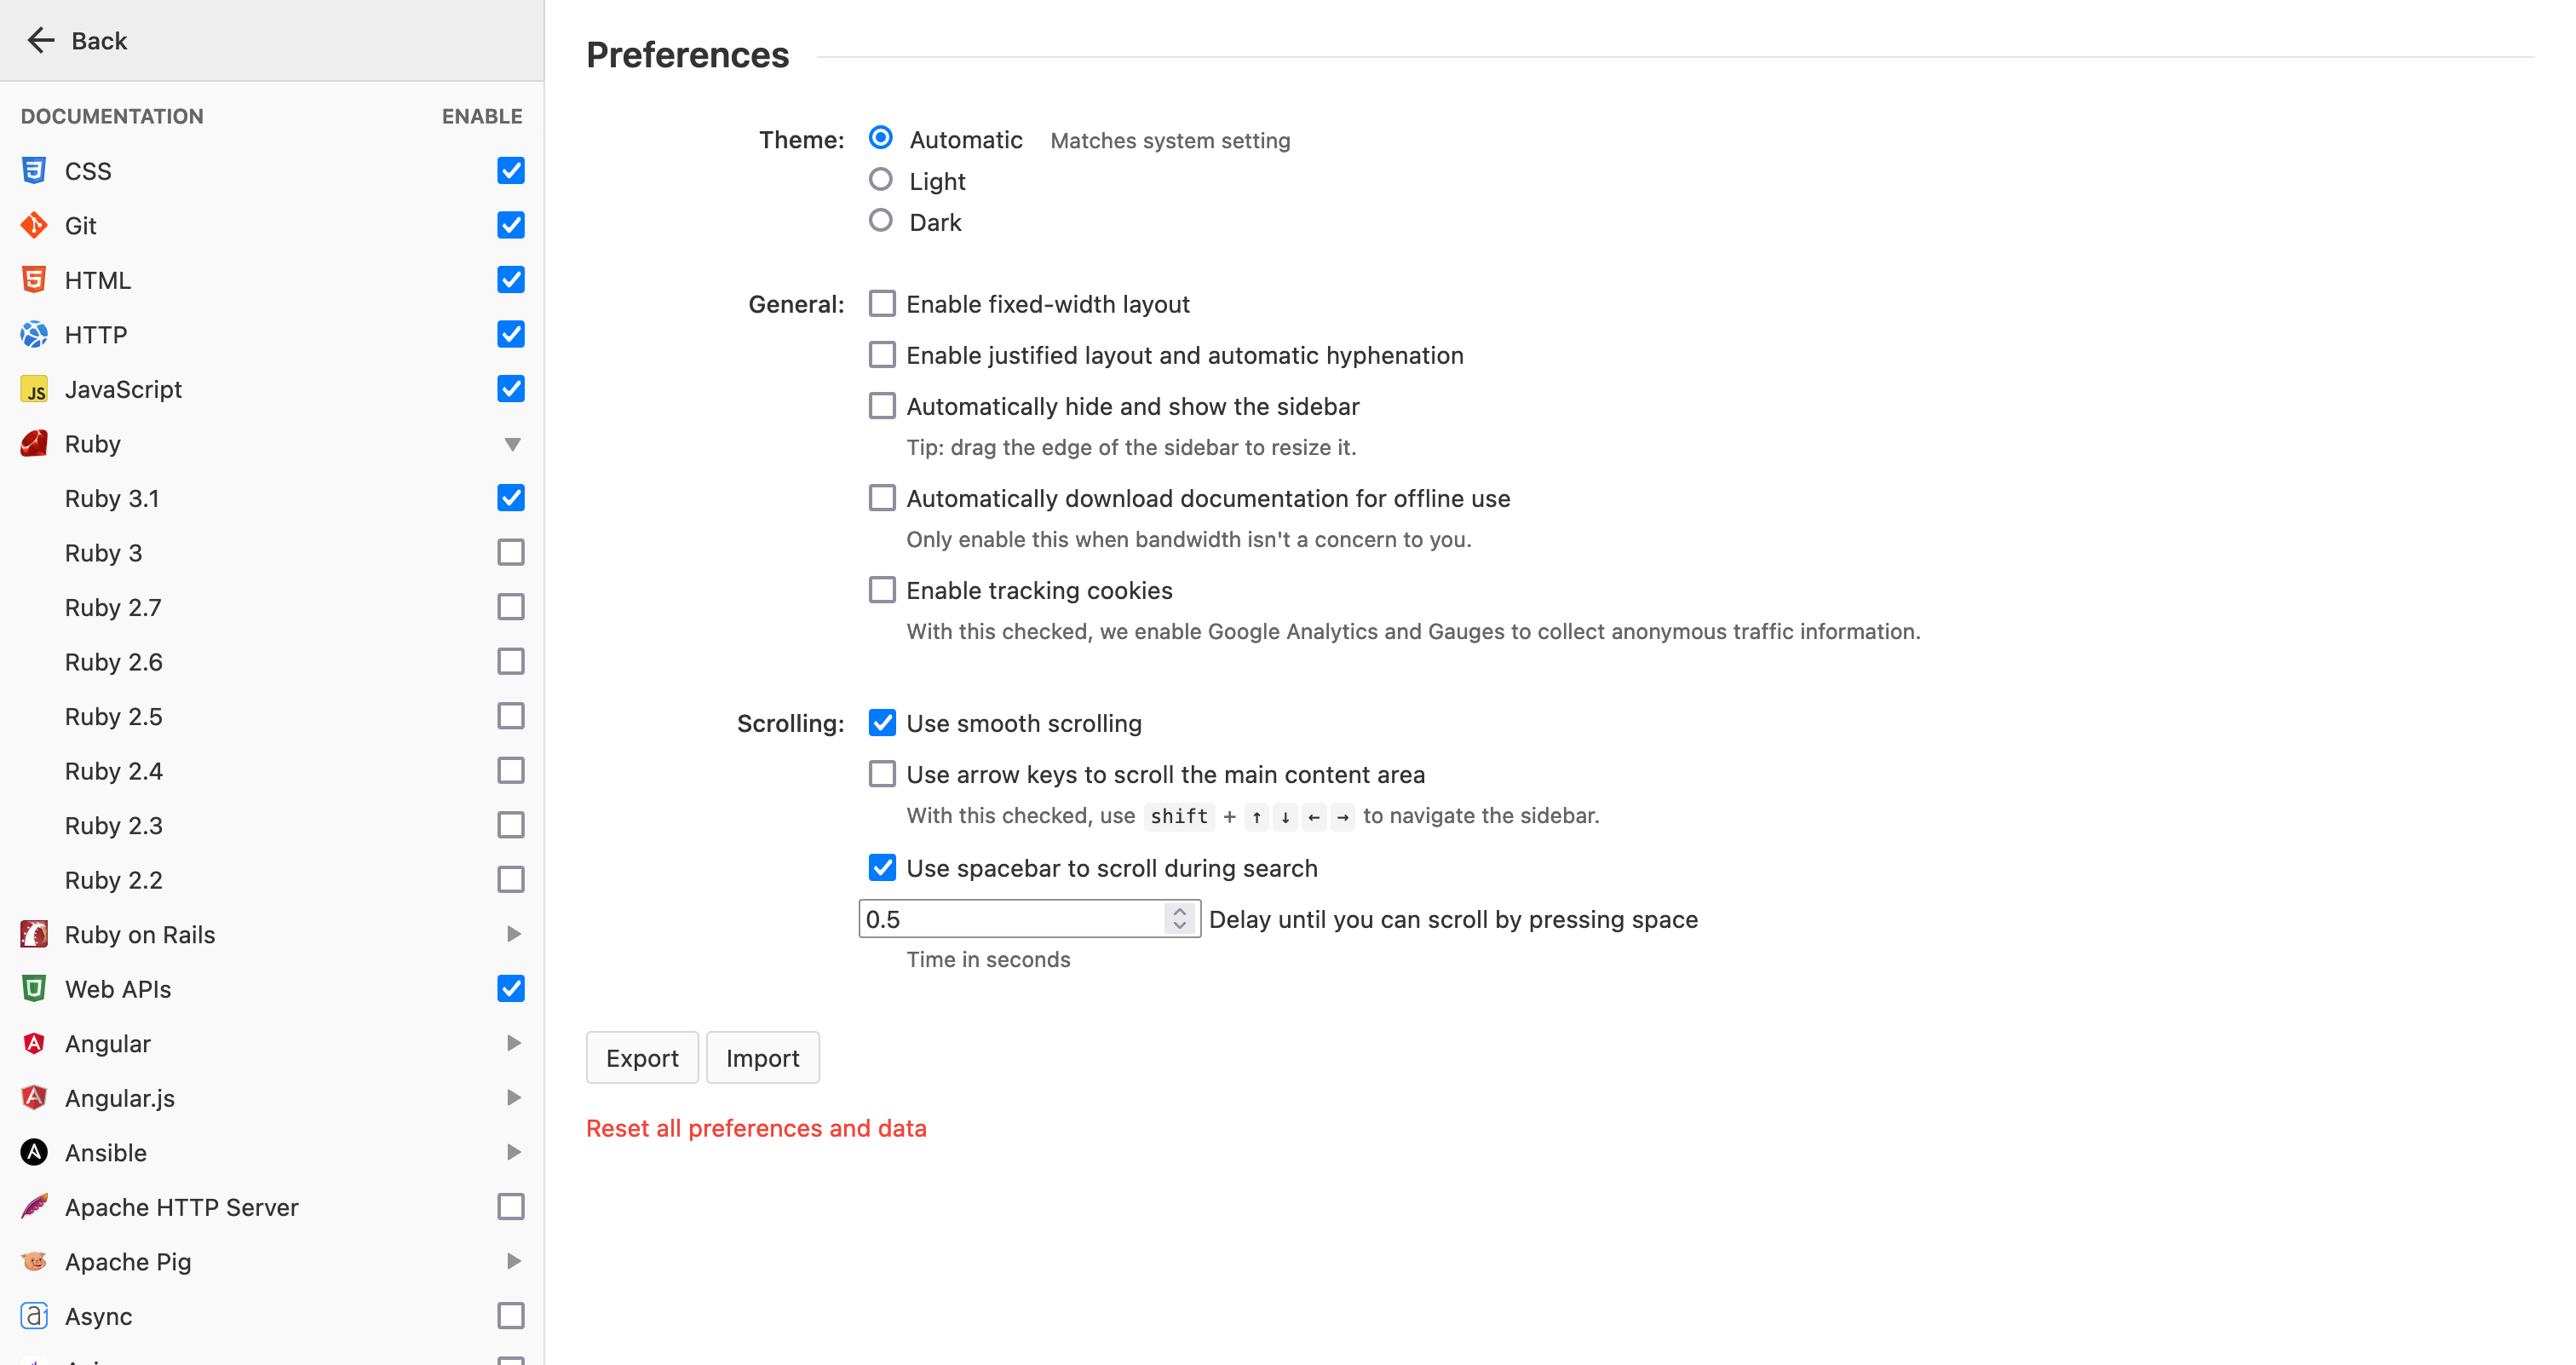 Back
DOCUMENTATION ENABLE
CSS
Git
HTML
HTTP
JS JavaScript
Ruby
Ruby 3.1
Ruby 3
Ruby 2.7
Ruby 2.6
Ruby 2.5
Ruby 2.4
Ruby 2.3
Ruby 2.2
Ruby on Rails
Web APIs
Angular
Angular.js
Ansible
Apache HTTP Server
Apache Pig
Async
Preferences
Theme: Automatic Matches system setting
Light
Dark
General: Enable fixed-width layout
Enable justified layout and automatic hyphenation
Automatically hide and show the sidebar
Tip: drag the edge of the sidebar to resize it.
Automatically download documentation for offline use
Only enable this when bandwidth isn't a concern to you.
Enable tracking cookies
With this checked, we enable Google Analytics and Gauges to collect anonymous traffic information.
Scrolling: Use smooth scrolling
Use arrow keys to scroll the main content area
With this checked, use shift + ↑ ↓ ← → to navigate the sidebar.
Use spacebar to scroll during search
0.5 Delay until you can scroll by pressing space
Time in seconds
Export Import
Reset all preferences and data